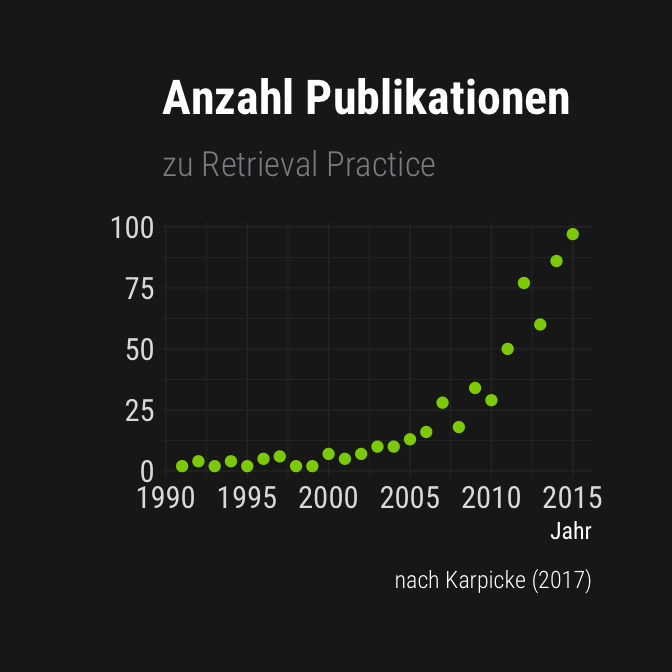 Anzahl Publikationen
zu Retrieval Practice
100
75
50
25
0
1990 1995 2000 2005 2010 2015
Jahr
nach Karpicke (2017)